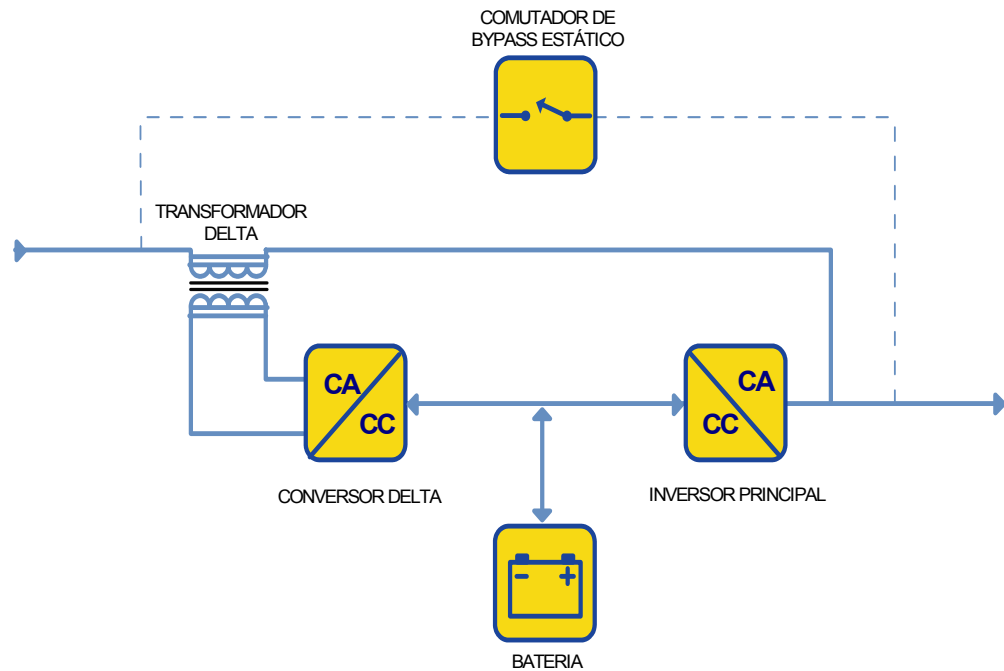 COMUTADOR DE
BYPASS ESTÁTICO
TRANSFORMADOR
DELTA
CA
CC
CA
CC
CONVERSOR DELTA
INVERSOR PRINCIPAL
- +
BATERIA